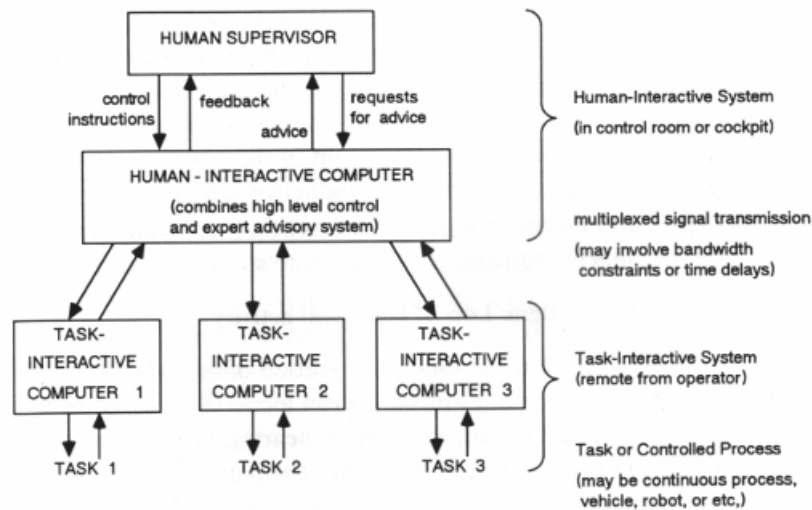 HUMAN SUPERVISOR
control
instructions
feedback
advice
requests
for advice
HUMAN - INTERACTIVE COMPUTER
(combines high level control
and expert advisory system)
TASK-
INTERACTIVE
COMPUTER 1
TASK-
INTERACTIVE
COMPUTER 2
TASK-
INTERACTIVE
COMPUTER 3
TASK 1
TASK 2
TASK 3
Human-Interactive System
(in control room or cockpit)
multiplexed signal transmission
(may involve bandwidth
constraints or time delays)
Task-Interactive System
(remote from operator)
Task or Controlled Process
(may be continuous process,
vehicle, robot, or etc,)